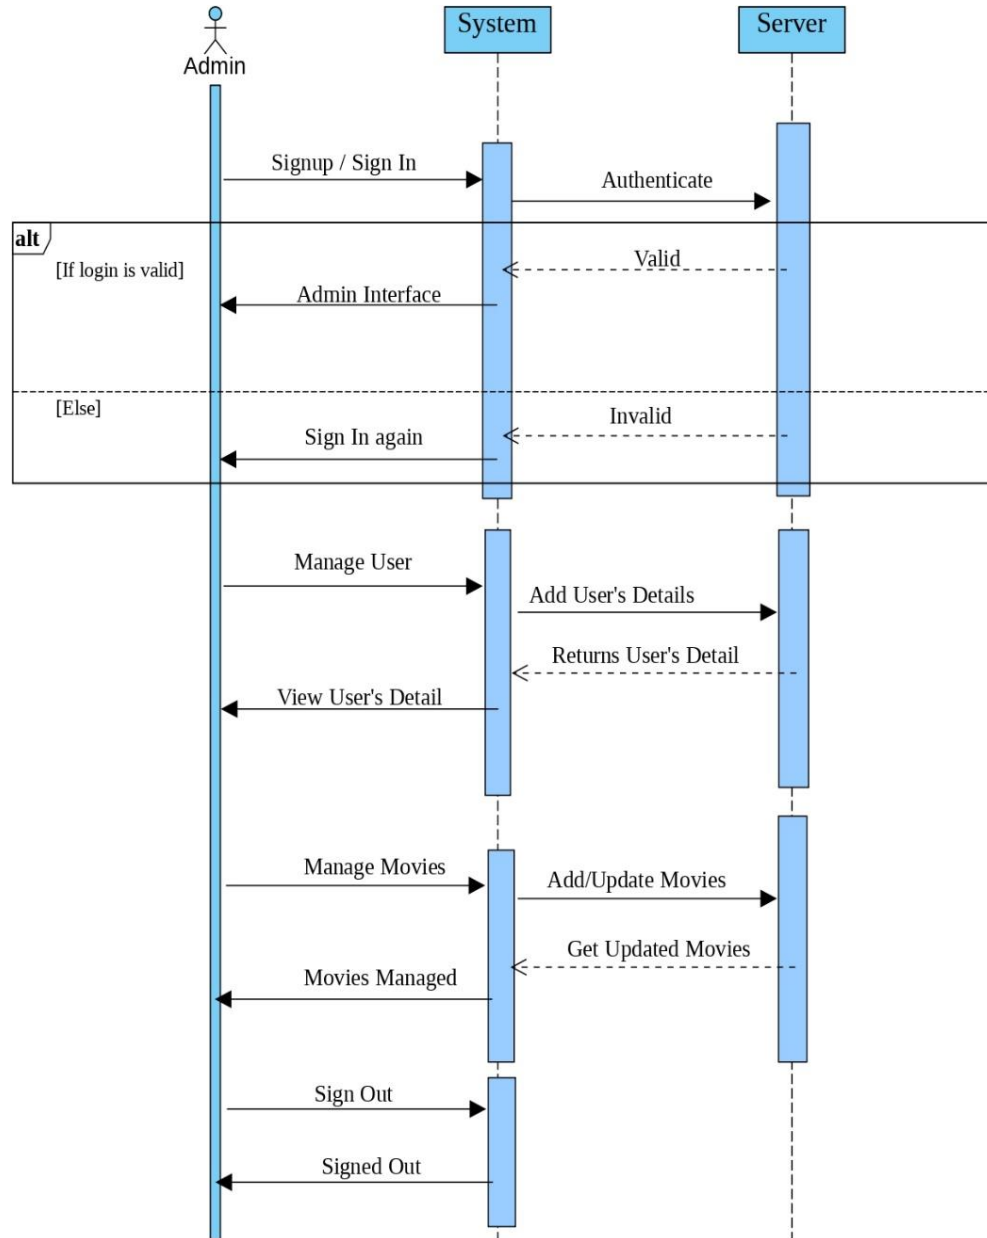 System
Server
Admin
Signup / Sign In
Authenticate
alt
[If login is valid]
Valid
Admin Interface
[Else]
Invalid
Sign In again
Manage User
Add User's Details
Returns User's Detail
View User's Detail
Manage Movies
Add/Update Movies
Get Updated Movies
Movies Managed
Sign Out
Signed Out